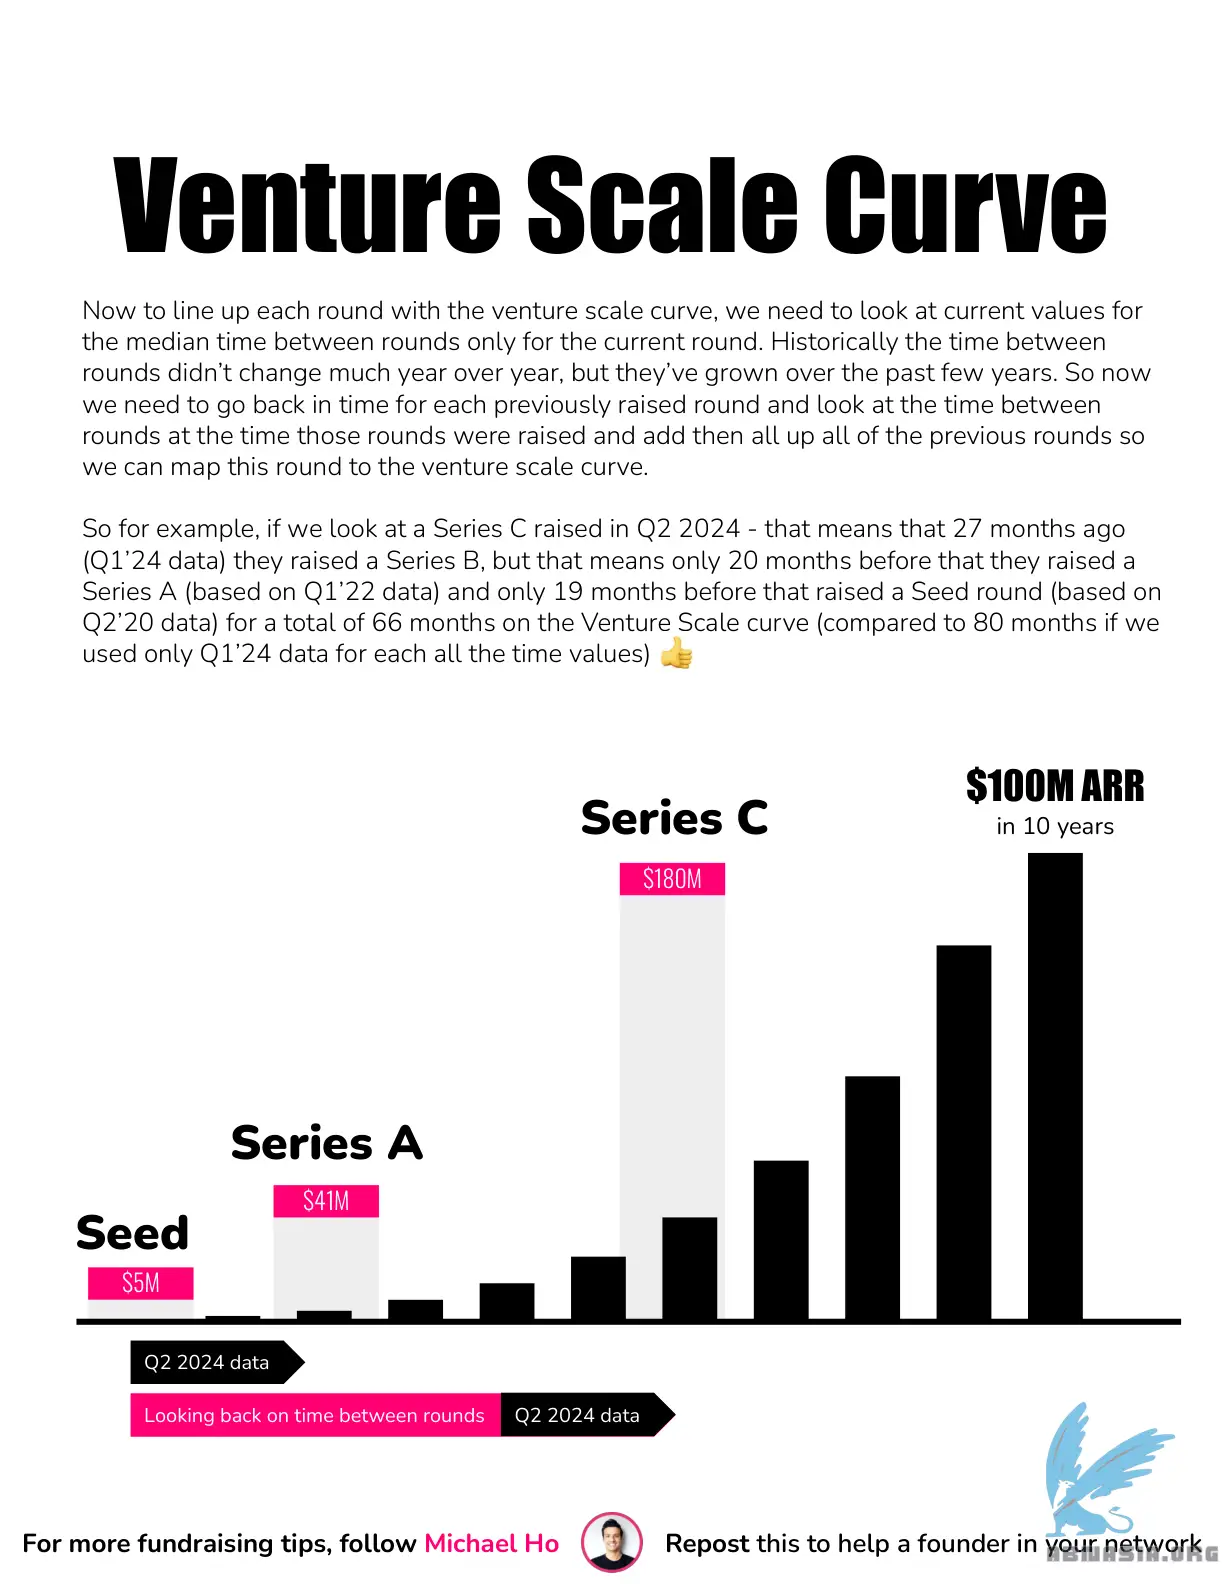 Venture Scale Curve
Now to line up each round with the venture scale curve, we need to look at current values for
the median time between rounds only for the current round. Historically the time between
rounds didn’t change much year over year, but they’ve grown over the past few years. So now
we need to go back in time for each previously raised round and look at the time between
rounds at the time those rounds were raised and add then all up all of the previous rounds so
we can map this round to the venture scale curve.
So for example, if we look at a Series C raised in Q2 2024 - that means that 27 months ago
(Q1’24 data) they raised a Series B, but that means only 20 months before that they raised a
Series A (based on Q1’22 data) and only 19 months before that raised a Seed round (based on
Q2’20 data) for a total of 66 months on the Venture Scale curve (compared to 80 months if we
used only Q1’24 data for each all the time values) 👍
$100M ARR
in 10 years
Series C
$180M
Series A
$41M
Seed
$5M
Q2 2024 data
Looking back on time between rounds
Q2 2024 data
For more fundraising tips, follow Michael Ho
Repost this to help a founder in your network
ABMASIA.ORG